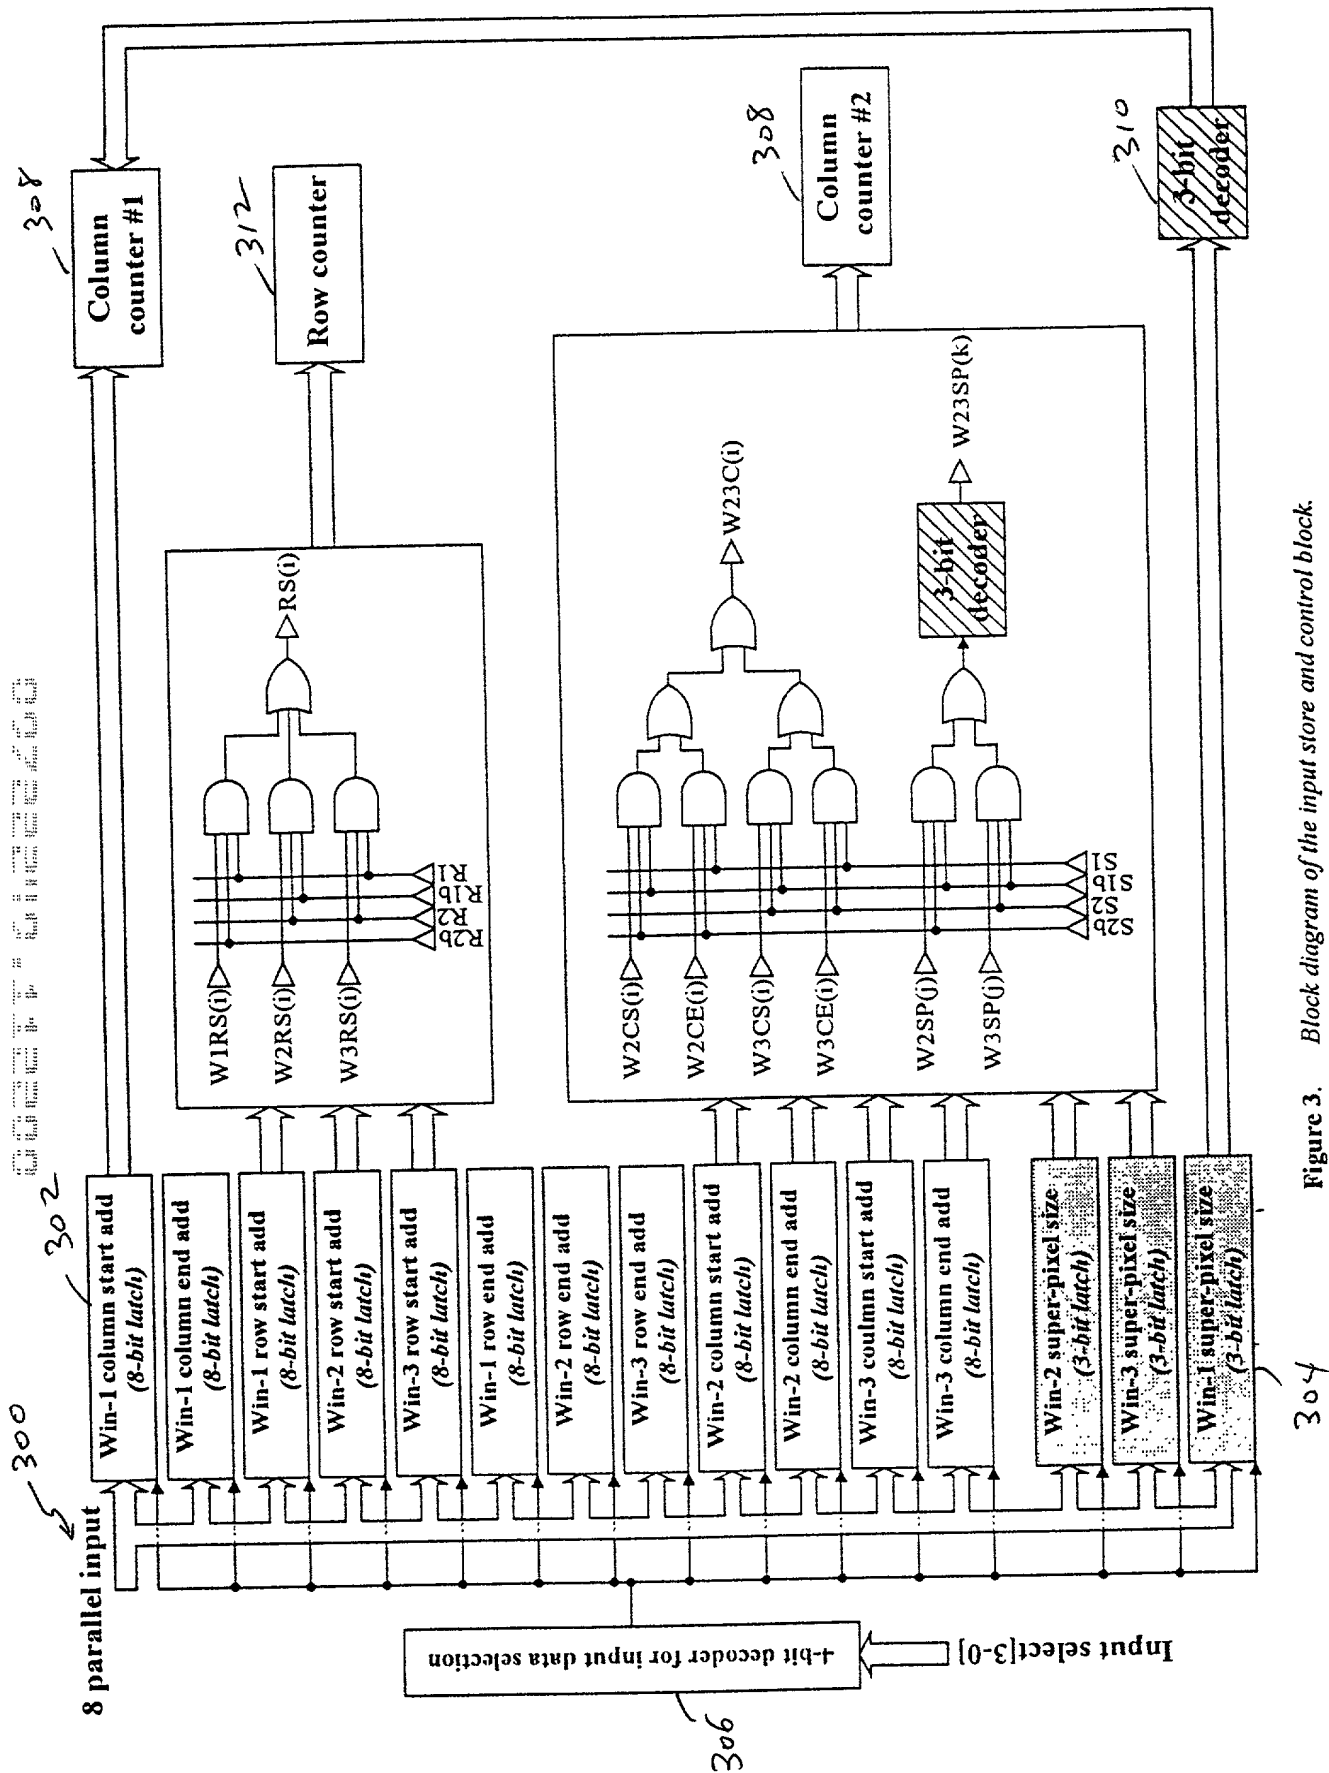 8 parallel input
300
302
Win-1 column start add
(8-bit latch)
Win-1 column end add
(8-bit latch)
Win-1 row start add
(8-bit latch)
Win-2 row start add
(8-bit latch)
Win-3 row start add
(8-bit latch)
Win-1 row end add
(8-bit latch)
Win-2 row end add
(8-bit latch)
Win-3 row end add
(8-bit latch)
Win-2 column start add
(8-bit latch)
Win-2 column end add
(8-bit latch)
Win-3 coulmn start add
(8-bit latch)
Win-3 column end add
(8-bit latch)
Win-2 super-pixel size
(3-bit latch)
Win-3 super-pixel size
(3-bit latch)
Win-1 super-pixel size
(3-bit latch)
304
4-bit decoder for input data selection
306
Input select[3-0]
W1RS(i)
W2RS(i)
W3RS(i)
R1
R1b
R2
R2b
RS(i)
W2CS(i)
W2CE(i)
W3CS(i)
W3CE(i)
W2SP(j)
W3SP(j)
S1
S1b
S2
S2b
W23C(i)
3-bit
decoder
W23SP(k)
Column
counter #1
308
Row counter
312
Column
counter #2
308
3-bit
decoder
310
Figure 3. Block diagram of the input store and control block.